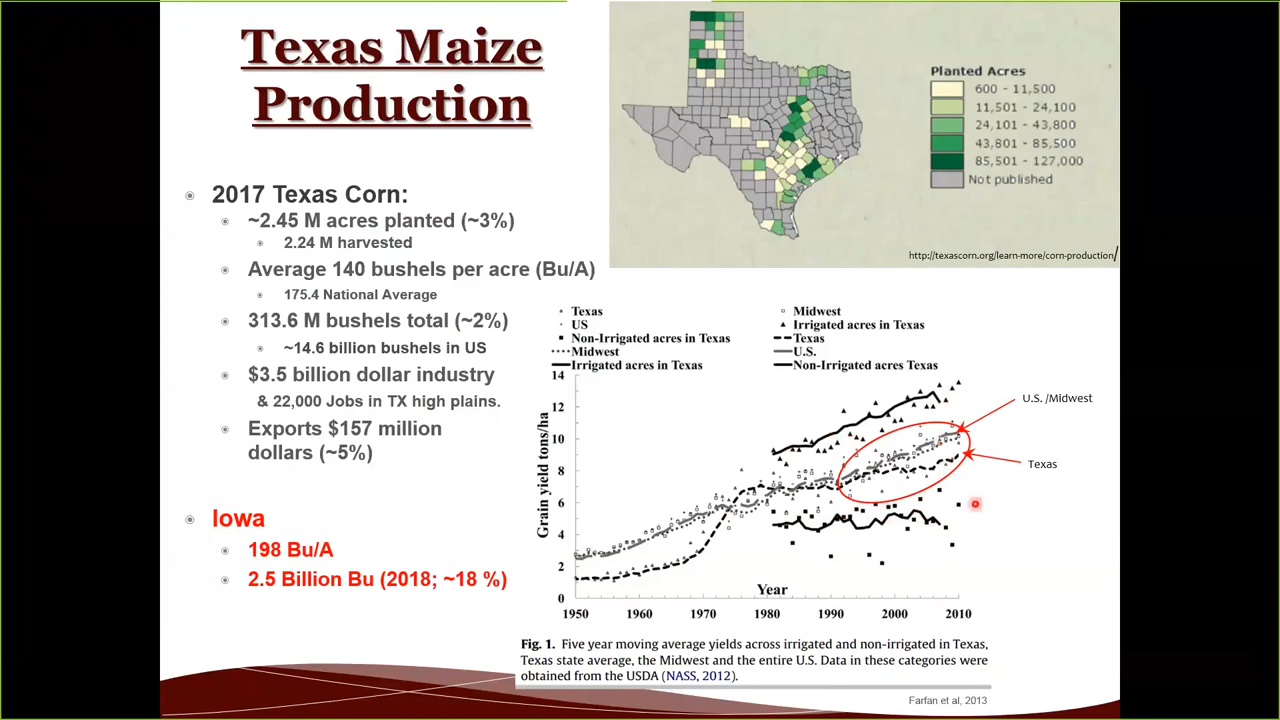 Texas Maize
Production
2017 Texas Corn:
~2.45 M acres planted (~3%)
2.24 M harvested
Average 140 bushels per acre (Bu/A)
175.4 National Average
313.6 M bushels total (~2%)
~14.6 billion bushels in US
$3.5 billion dollar industry
& 22,000 Jobs in TX high plains.
Exports $157 million
dollars (~5%)
Iowa
198 Bu/A
2.5 Billion Bu (2018; ~18 %)
Planted Acres
600 - 11,500
11,501 - 24,100
24,101 - 43,800
43,801 - 85,500
85,501 - 127,000
Not published
http://texascorn.org/learn-more/corn-production/
Texas
Midwest
US
Irrigated acres in Texas
Non-Irrigated acres in Texas
Texas
Midwest
U.S.
Irrigated acres in Texas
Non-Irrigated acres Texas
14
12
10
8
6
4
2
0
Grain yield tons/ha
Year
1950 1960 1970 1980 1990 2000 2010
U.S. /Midwest
Texas
Fig. 1. Five year moving average yields across irrigated and non-irrigated in Texas,
Texas state average, the Midwest and the entire U.S. Data in these categories were
obtained from the USDA (NASS, 2012).
Farfan et al, 2013